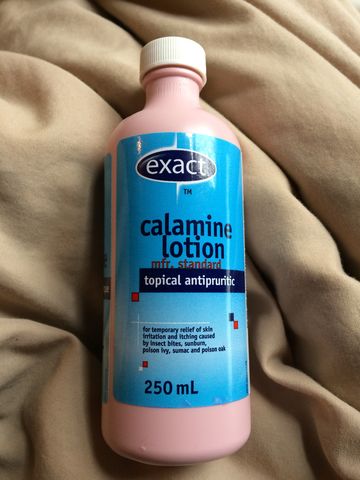 exact
TM
calamine
lotion
mfr. standard
topical antipruritic
for temporary relief of skin
irritation and itching caused
by insect bites, sunburn,
poison ivy, sumac and poison oak
250 mL